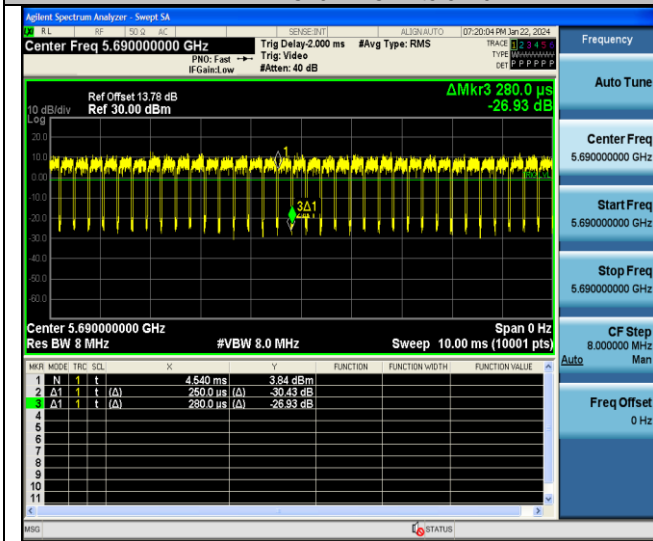 Agilent Spectrum Analyzer - Swept SA
RL RF 50 Ω AC SENSE:INT ALIGN AUTO 07:20:04 PM Jan 22, 2024
Center Freq 5.690000000 GHz
PNO: Fast
IFGain:Low
Trig Delay-2.000 ms
Trig: Video
#Atten: 40 dB
#Avg Type: RMS
TRACE 1 2 3 4 5 6
TYPE
DET P P P P P P
Ref Offset 13.78 dB
10 dB/div Ref 30.00 dBm
Log
ΔMkr3 280.0 µs
-26.93 dB
20.0
10.0
0.00
-10.0
-20.0
-30.0
-40.0
-50.0
-60.0
1
3Δ1
Center 5.690000000 GHz Span 0 Hz
Res BW 8 MHz #VBW 8.0 MHz Sweep 10.00 ms (10001 pts)
MKR MODE TRC SCL X Y FUNCTION FUNCTION WIDTH FUNCTION VALUE
1 N 1 t 4.540 ms 3.84 dBm
2 Δ1 1 t (Δ) 250.0 µs (Δ) -30.43 dB
3 Δ1 1 t (Δ) 280.0 µs (Δ) -26.93 dB
4
5
6
7
8
9
10
11
MSG STATUS
Frequency
Auto Tune
Center Freq
5.690000000 GHz
Start Freq
5.690000000 GHz
Stop Freq
5.690000000 GHz
CF Step
8.000000 MHz
Auto Man
Freq Offset
0 Hz